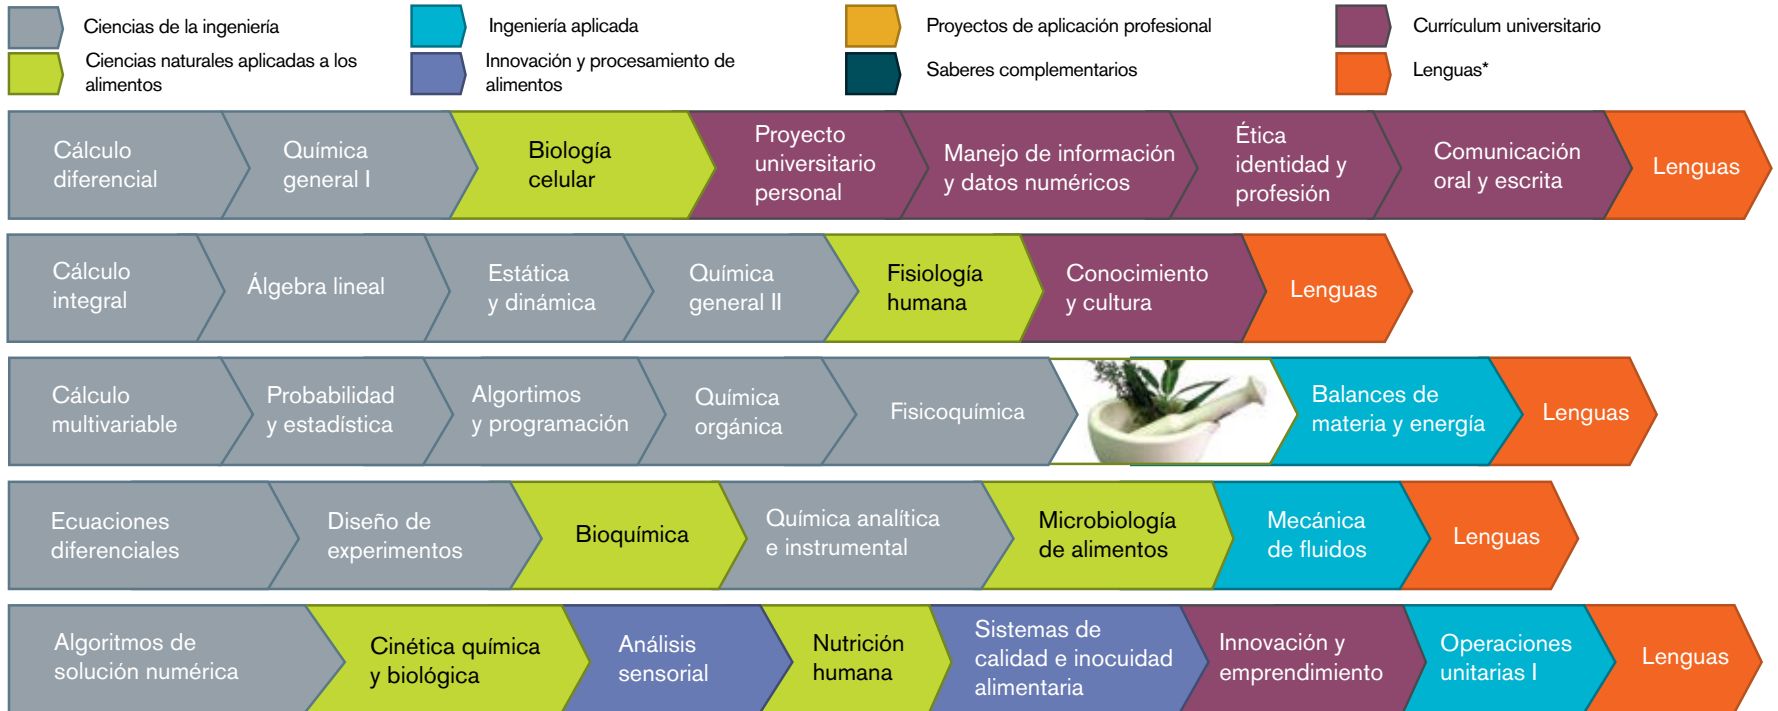 Ciencias de la ingeniería
Ingeniería aplicada
Proyectos de aplicación profesional
Currículum universitario
Ciencias naturales aplicadas a los
alimentos
Innovación y procesamiento de
alimentos
Saberes complementarios
Lenguas*
Cálculo
diferencial
Química
general I
Biología
celular
Proyecto
universitario
personal
Manejo de información
y datos numéricos
Ética
identidad y
profesión
Comunicación
oral y escrita
Lenguas
Cálculo
integral
Álgebra lineal
Estática
y dinámica
Química
general II
Fisiología
humana
Conocimiento
y cultura
Lenguas
Cálculo
multivariable
Probabilidad
y estadística
Algortimos
y programación
Química
orgánica
Fisicoquímica
Balances de
materia y energía
Lenguas
Ecuaciones
diferenciales
Diseño de
experimentos
Bioquímica
Química analítica
e instrumental
Microbiología
de alimentos
Mecánica
de fluidos
Lenguas
Algoritmos de
solución numérica
Cinética química
y biológica
Análisis
sensorial
Nutrición
humana
Sistemas de
calidad e inocuidad
alimentaria
Innovación y
emprendimiento
Operaciones
unitarias I
Lenguas